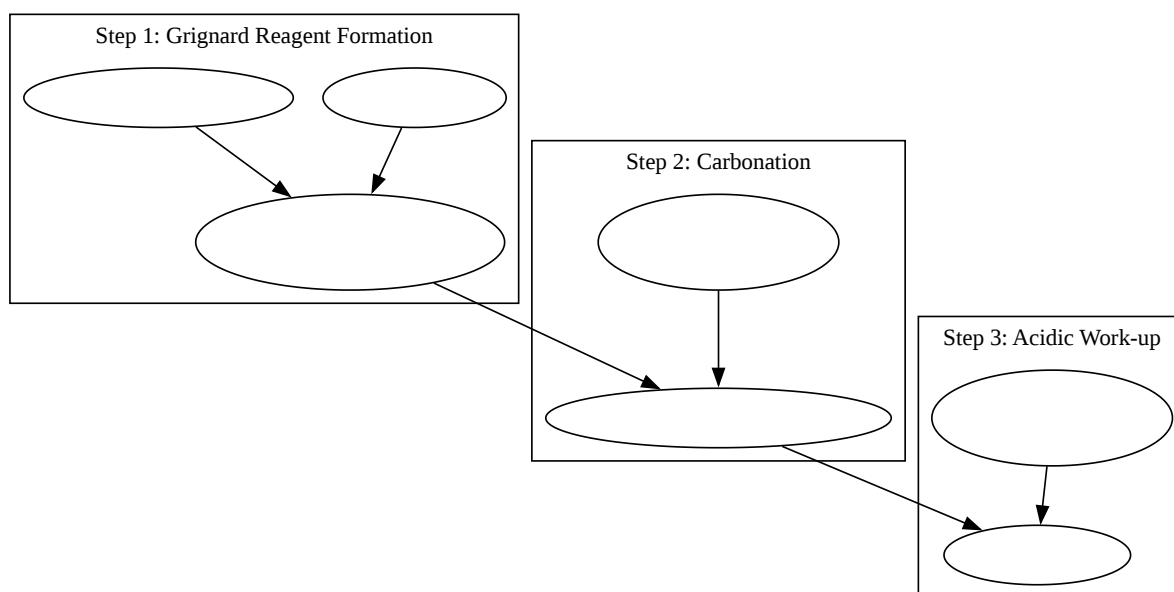 Step 1: Grignard Reagent Formation
Step 2: Carbonation
Step 3: Acidic Work-up